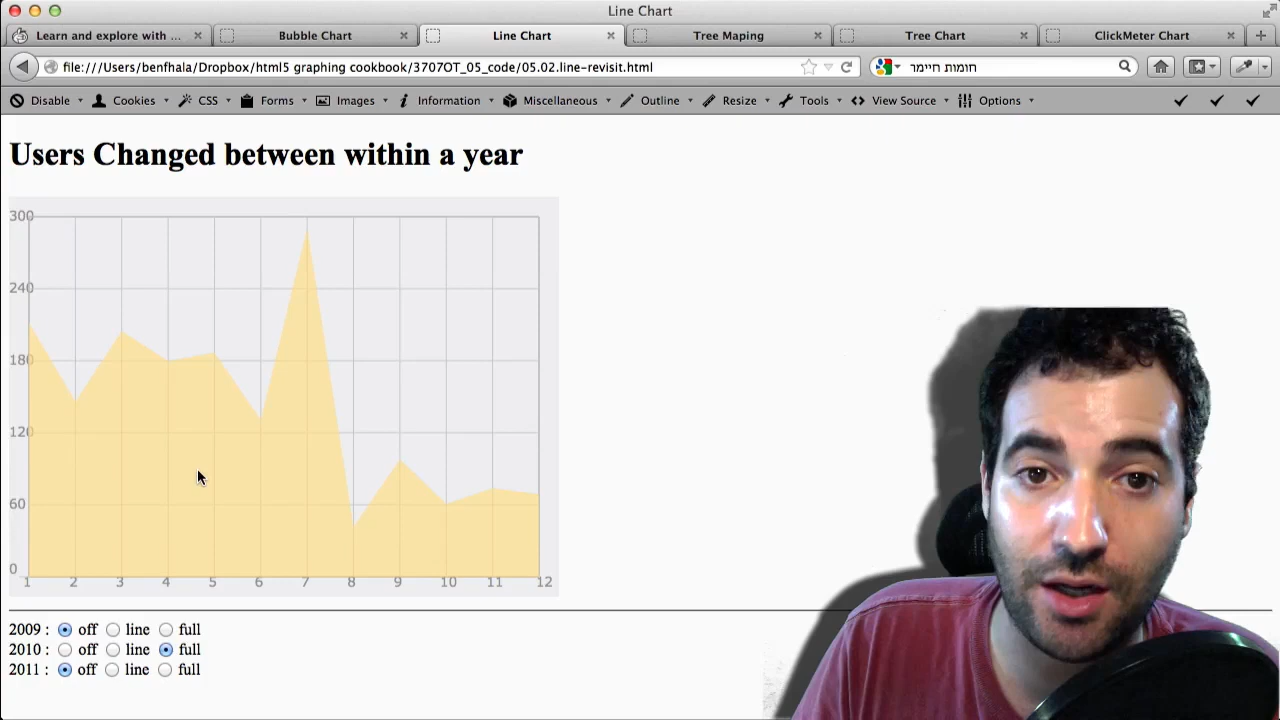 Line Chart
Learn and explore with ... Bubble Chart Line Chart Tree Maping Tree Chart ClickMeter Chart
file:///Users/benfhala/Dropbox/html5 graphing cookbook/3707OT_05_code/05.02.line-revisit.html חומות חיימר
Disable Cookies CSS Forms Images Information Miscellaneous Outline Resize Tools View Source Options
Users Changed between within a year
300
240
180
120
60
0
1 2 3 4 5 6 7 8 9 10 11 12
2009 : off line full
2010 : off line full
2011 : off line full